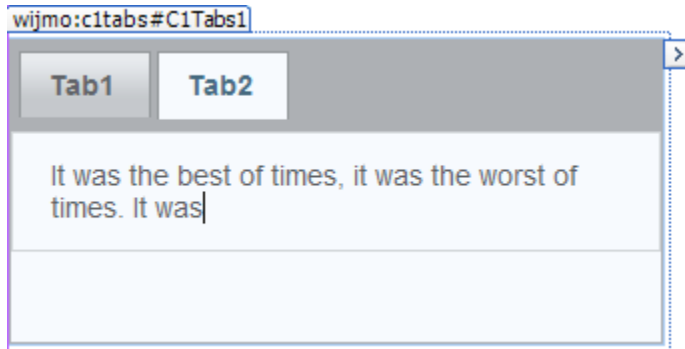 wijmo:c1tabs#C1Tabs1
Tab1 Tab2
It was the best of times, it was the worst of
times. It was